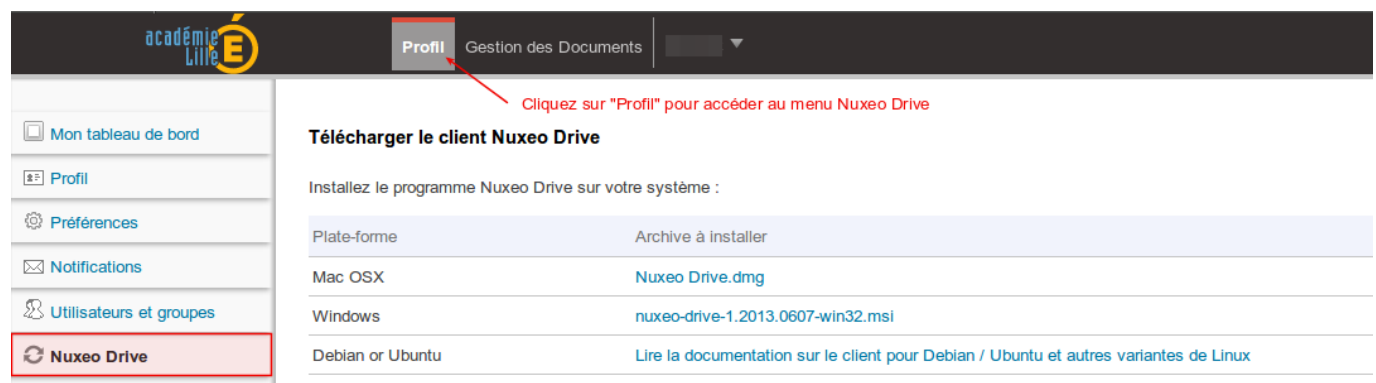 académie
Lille
Profil Gestion des Documents
Cliquez sur "Profil" pour accéder au menu Nuxeo Drive
Mon tableau de bord
Profil
Préférences
Notifications
Utilisateurs et groupes
Nuxeo Drive
Télécharger le client Nuxeo Drive
Installez le programme Nuxeo Drive sur votre système :
Plate-forme Archive à installer
Mac OSX Nuxeo Drive.dmg
Windows nuxeo-drive-1.2013.0607-win32.msi
Debian or Ubuntu Lire la documentation sur le client pour Debian / Ubuntu et autres variantes de Linux